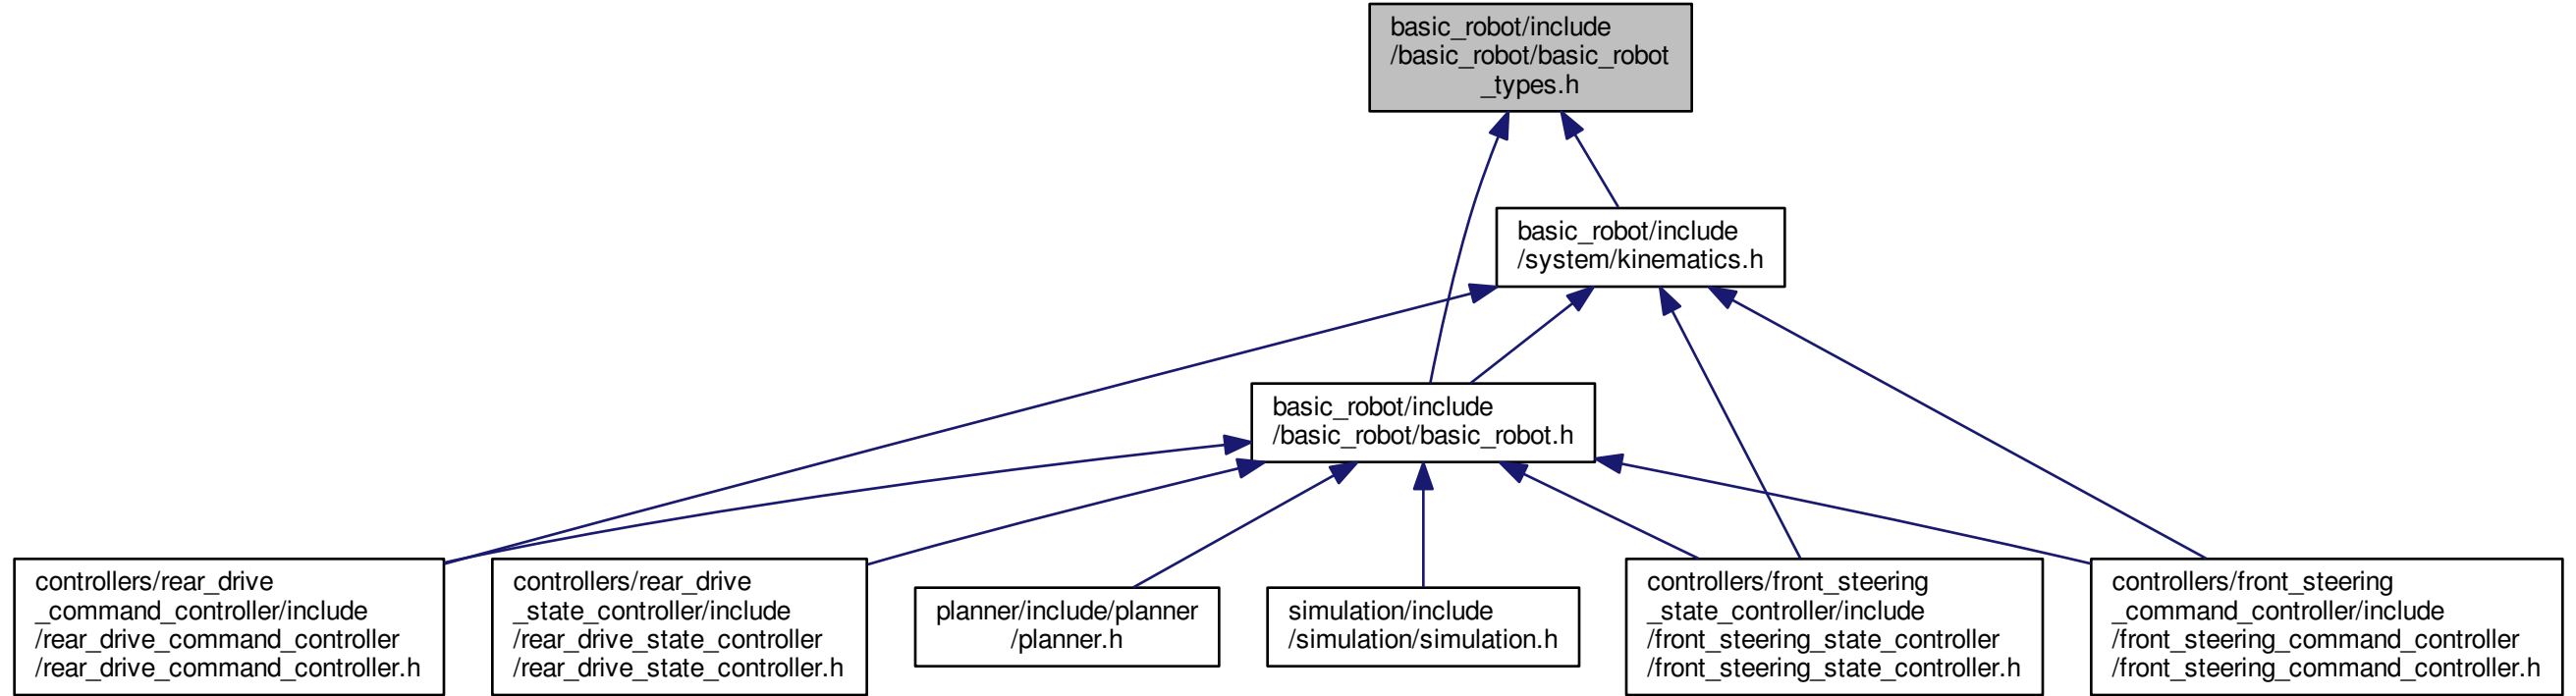 basic_robot/include
/basic_robot/basic_robot
_types.h
basic_robot/include
/system/kinematics.h
basic_robot/include
/basic_robot/basic_robot.h
controllers/rear_drive
_command_controller/include
/rear_drive_command_controller
/rear_drive_command_controller.h
controllers/rear_drive
_state_controller/include
/rear_drive_state_controller
/rear_drive_state_controller.h
planner/include/planner
/planner.h
simulation/include
/simulation/simulation.h
controllers/front_steering
_state_controller/include
/front_steering_state_controller
/front_steering_state_controller.h
controllers/front_steering
_command_controller/include
/front_steering_command_controller
/front_steering_command_controller.h